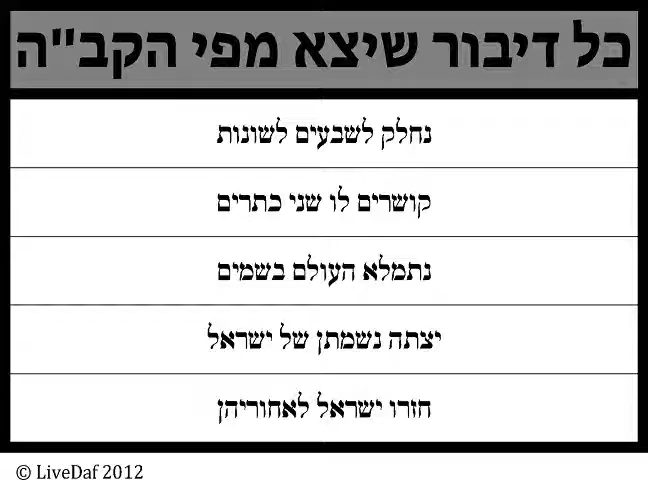 כל דיבור שיצא מפי הקב"ה
נחלק לשבעים לשונות
קושרים לו שני כתרים
נתמלא העולם בשמים
יצתה נשמתן של ישראל
חזרו ישראל לאחוריהן
© LiveDaf 2012